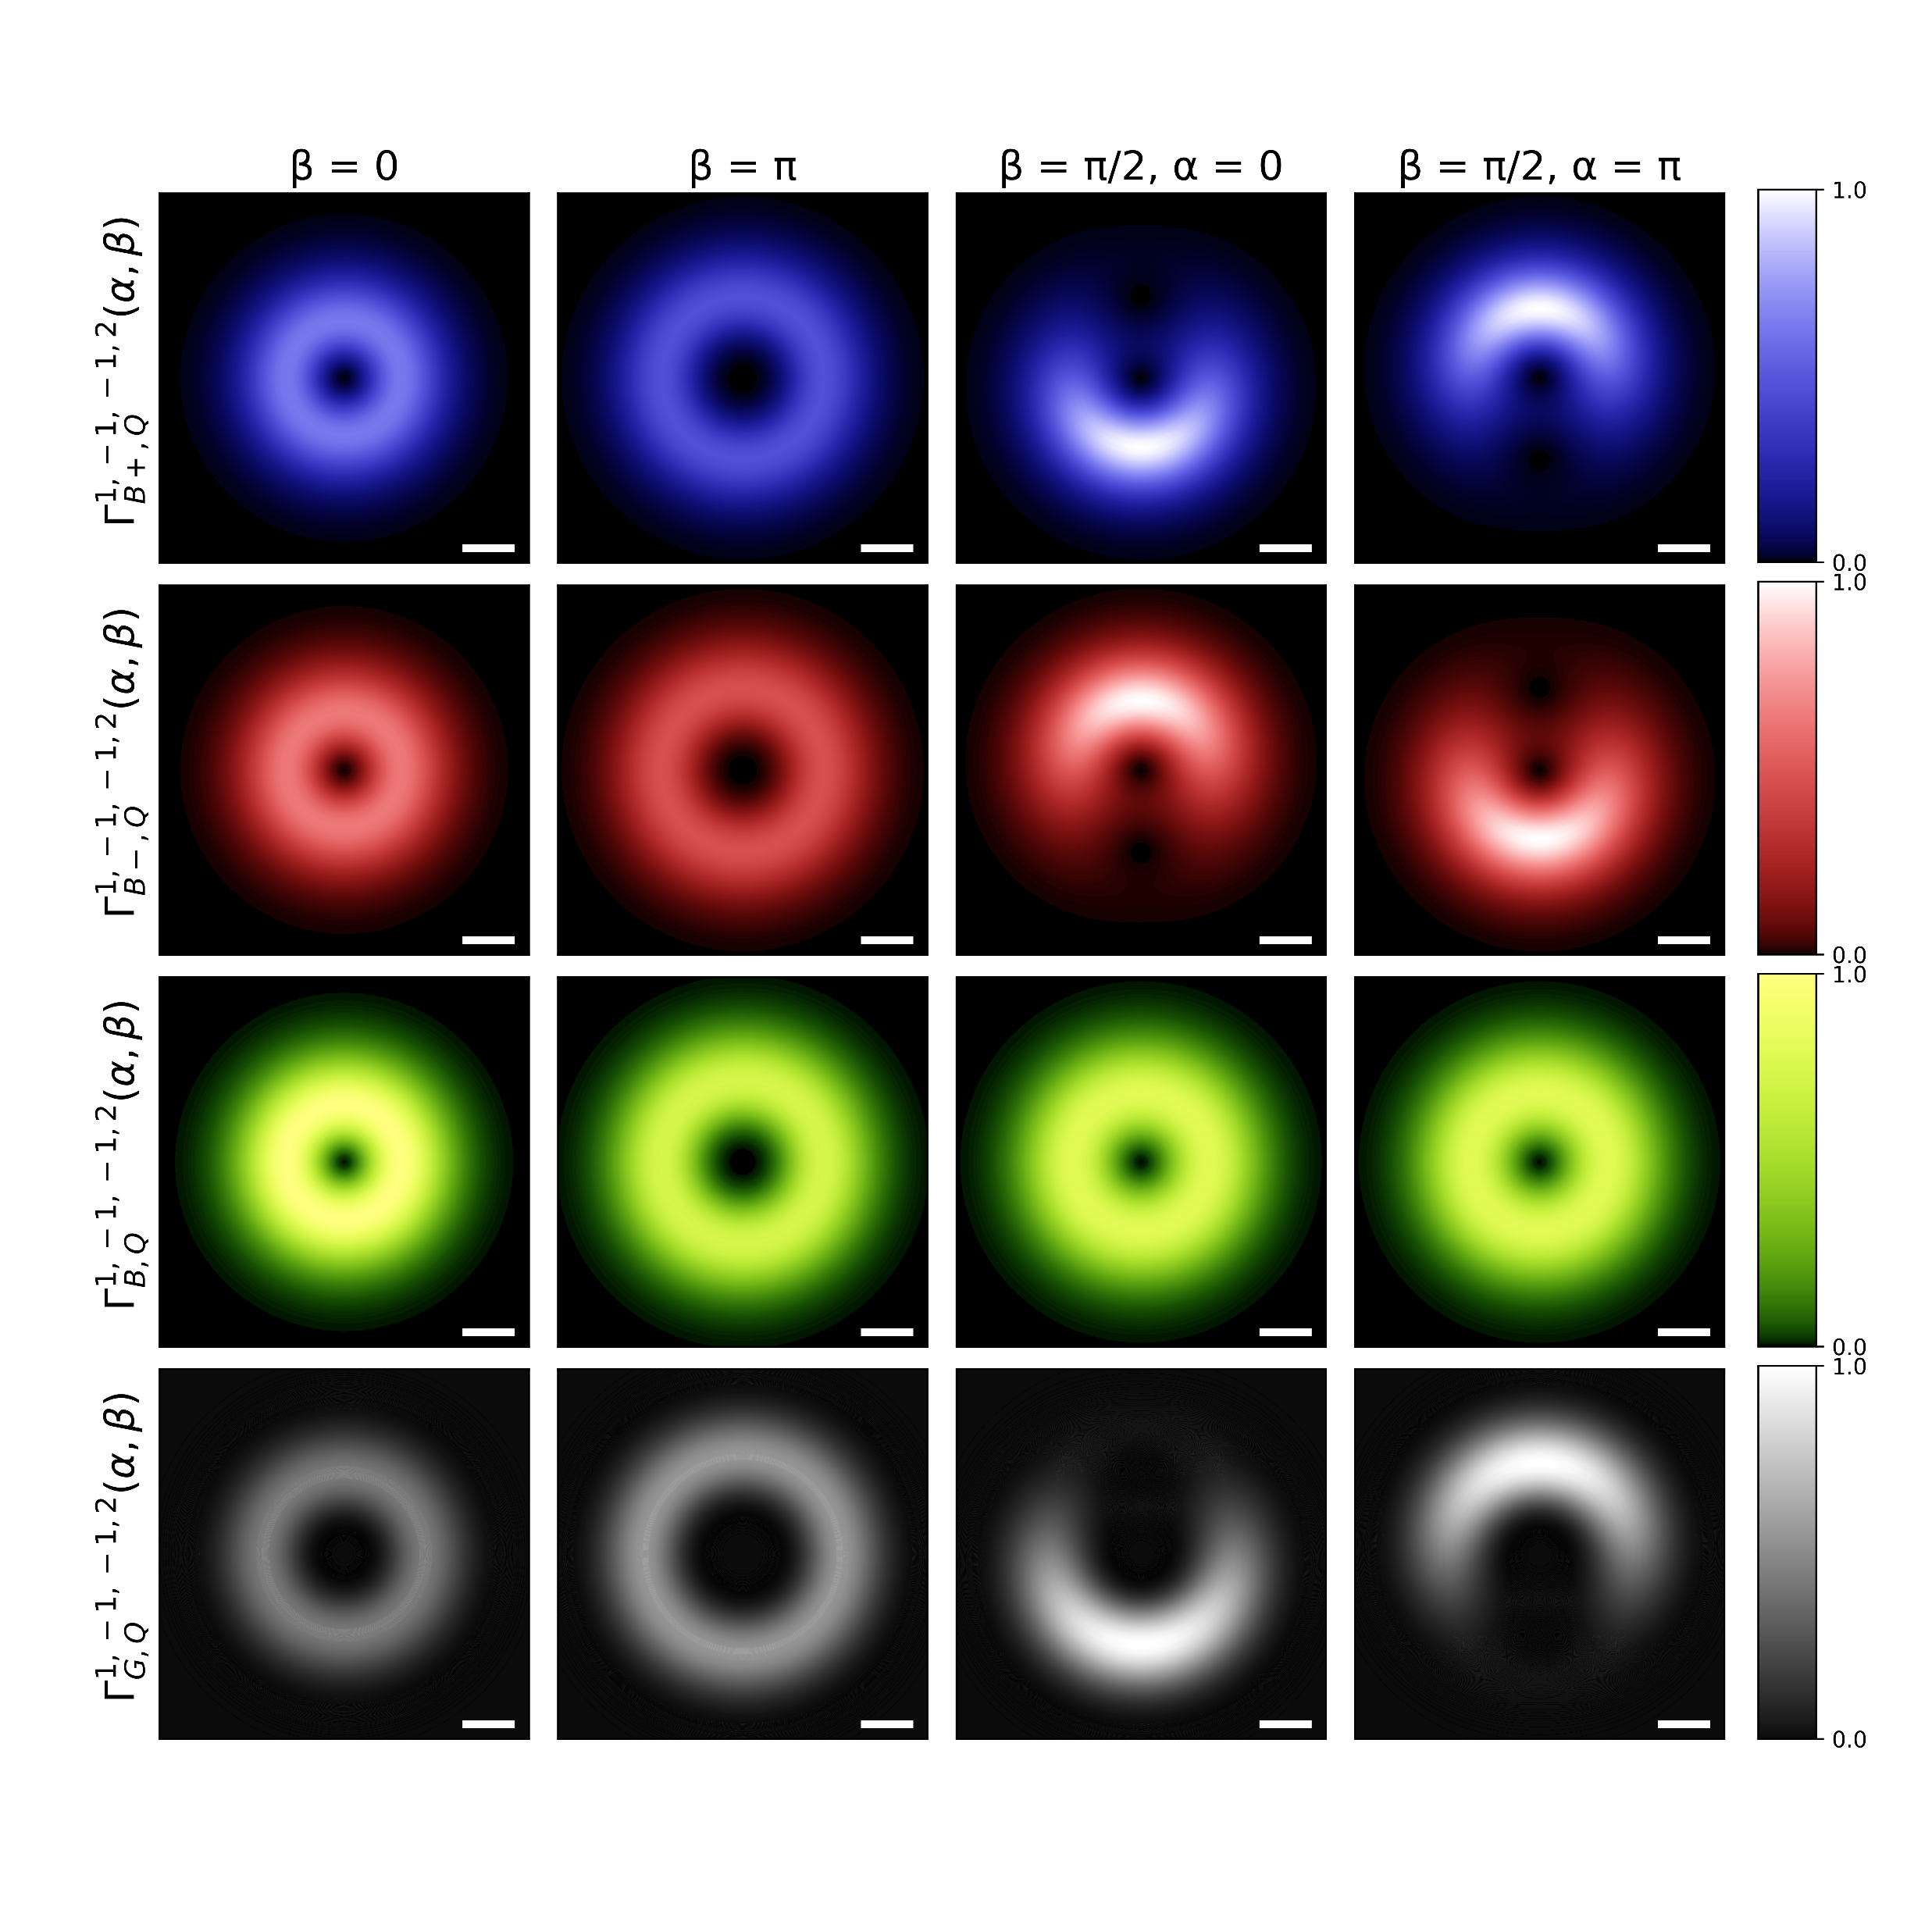 β = 0
β = π
β = π/2, α = 0
β = π/2, α = π
Γ^{1,−1,−1,2}_{B+,Q}(α,β)
1.0
0.0
Γ^{1,−1,−1,2}_{B−,Q}(α,β)
1.0
0.0
Γ^{1,−1,−1,2}_{B,Q}(α,β)
1.0
0.0
Γ^{1,−1,−1,2}_{G,Q}(α,β)
1.0
0.0